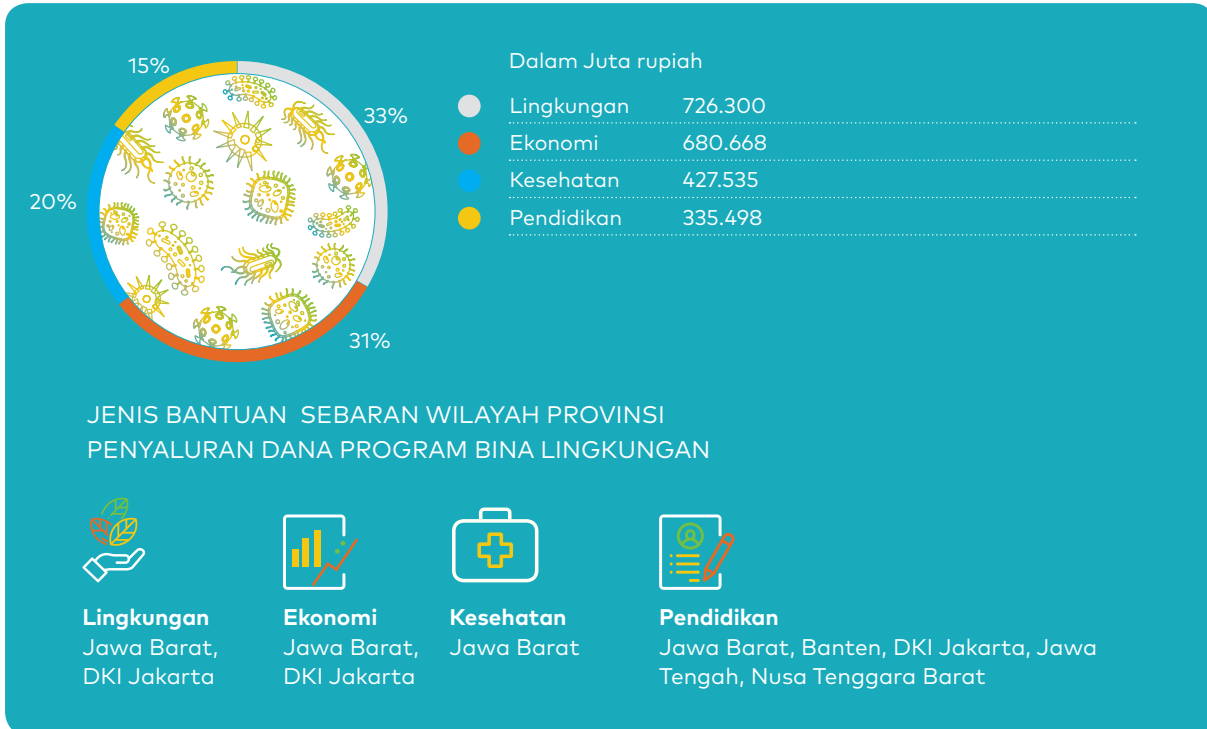 15%
33%
20%
31%
Dalam Juta rupiah
Lingkungan 726.300
Ekonomi 680.668
Kesehatan 427.535
Pendidikan 335.498
JENIS BANTUAN SEBARAN WILAYAH PROVINSI
PENYALURAN DANA PROGRAM BINA LINGKUNGAN
Lingkungan
Jawa Barat,
DKI Jakarta
Ekonomi
Jawa Barat,
DKI Jakarta
Kesehatan
Jawa Barat
Pendidikan
Jawa Barat, Banten, DKI Jakarta, Jawa
Tengah, Nusa Tenggara Barat